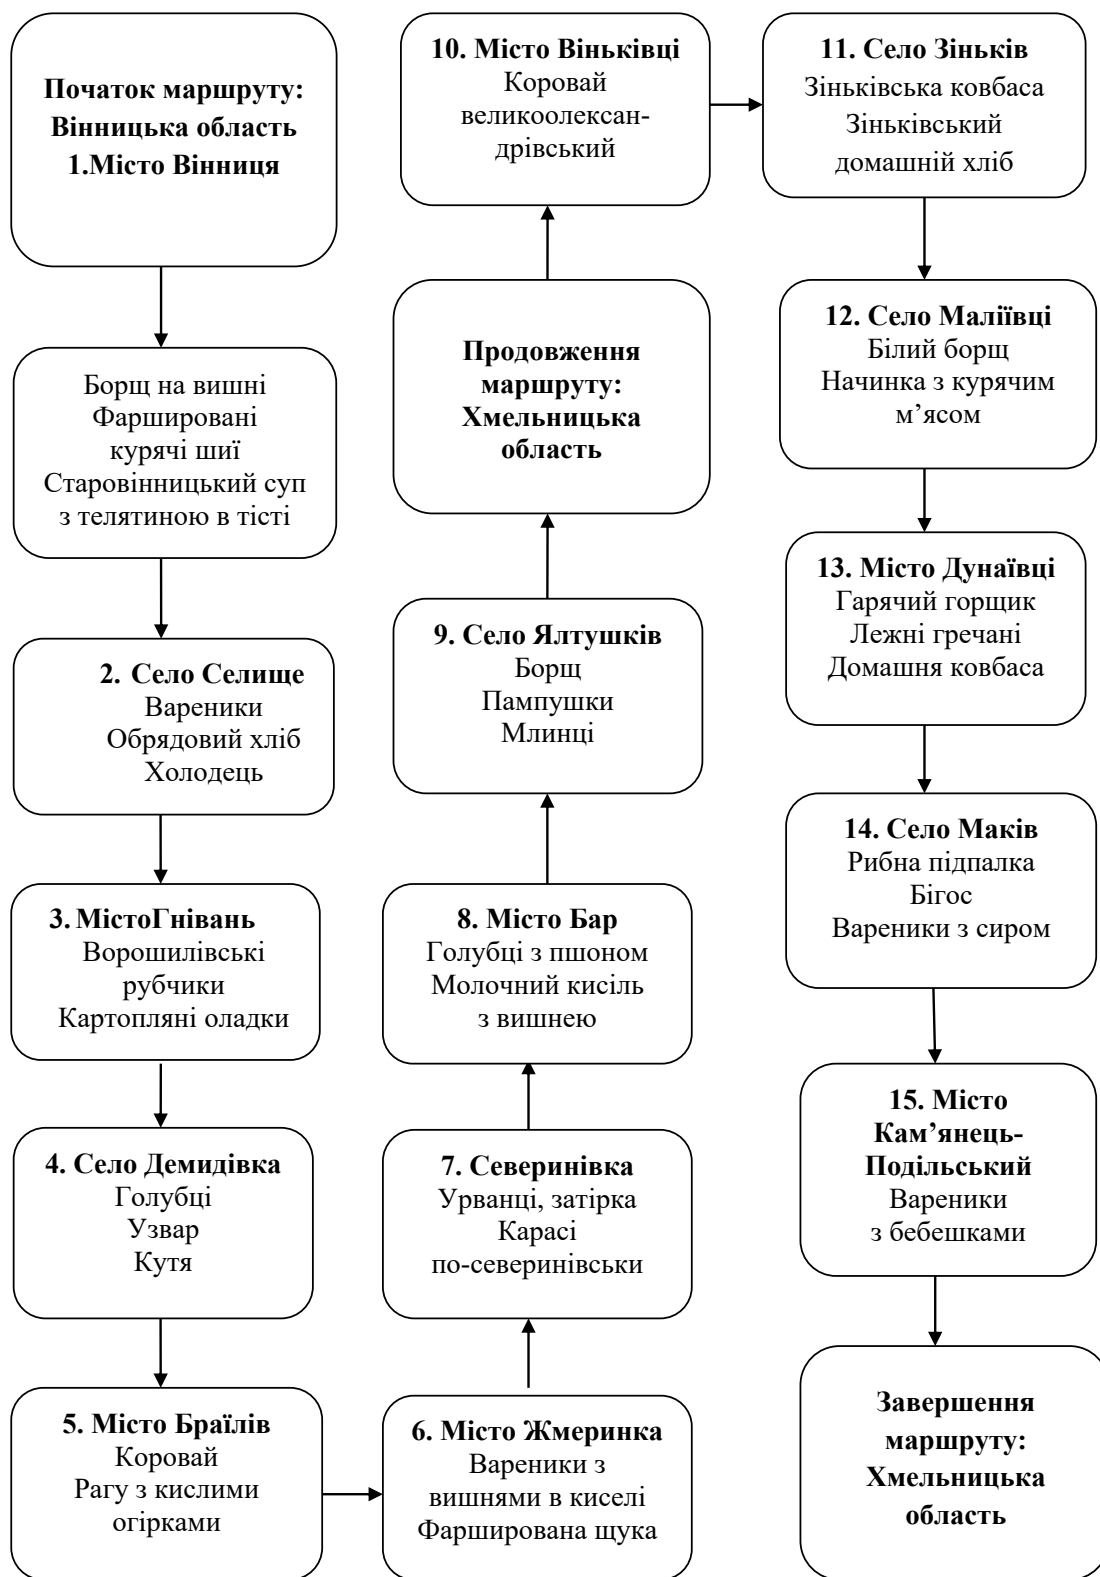 Початок маршруту:
Вінницька область
1.Місто Вінниця
Борщ на вишні
Фаршировані
курячі шиї
Старовінницький суп
з телятиною в тісті
2. Село Селище
Вареники
Обрядовий хліб
Холодець
3. МістоГнівань
Ворошилівські
рубчики
Картопляні оладки
4. Село Демидівка
Голубці
Узвар
Кутя
5. Місто Браїлів
Коровай
Рагу з кислими
огірками
6. Місто Жмеринка
Вареники з
вишнями в киселі
Фарширована щука
7. Северинівка
Урванці, затірка
Карасі
по-северинівськи
8. Місто Бар
Голубці з пшоном
Молочний кисіль
з вишнею
9. Село Ялтушків
Борщ
Пампушки
Млинці
Продовження
маршруту:
Хмельницька
область
10. Місто Віньківці
Коровай
великоолексан-
дрівський
11. Село Зіньків
Зіньківська ковбаса
Зіньківський
домашній хліб
12. Село Маліївці
Білий борщ
Начинка з курячим
м’ясом
13. Місто Дунаївці
Гарячий горщик
Лежні гречані
Домашня ковбаса
14. Село Маків
Рибна підпалка
Бігос
Вареники з сиром
15. Місто
Кам’янець-
Подільський
Вареники
з бебешками
Завершення
маршруту:
Хмельницька
область